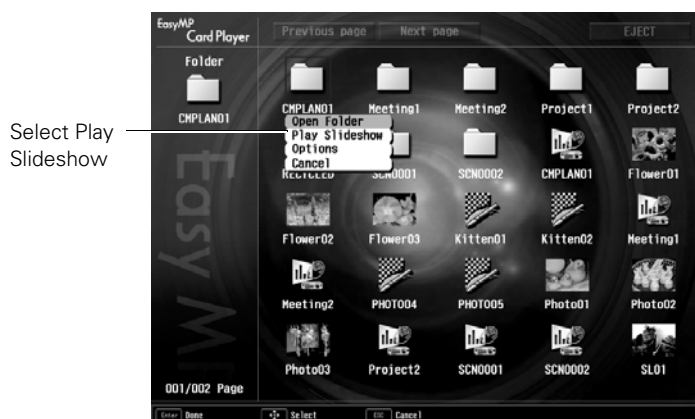 EasyMP
Card Player
Previous page
Next page
EJECT
Folder
CMPLAN01
Select Play
Slideshow
CMPLAN01
Meeting1
Meeting2
Project1
Project2
Open Folder
Play Slideshow
Options
Cancel
RECYCLED
SCN0001
SCN0002
CMPLAN01
Flower01
Flower02
Flower03
Kitten01
Kitten02
Meeting1
Meeting2
PHOTO04
PHOTO05
Photo01
Photo02
Photo03
Project2
SCN0001
SCN0002
SL01
Easy M
001/002 Page
Enter Done
Select
ESC Cancel